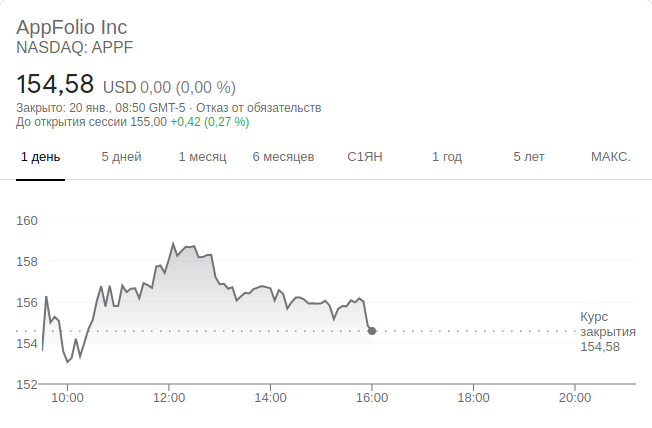 AppFolio Inc
NASDAQ: APPF
154,58 USD 0,00 (0,00 %)
Закрыто: 20 янв., 08:50 GMT-5 · Отказ от обязательств
До открытия сессии 155,00 +0,42 (0,27 %)
1 день 5 дней 1 месяц 6 месяцев С1ЯН 1 год 5 лет МАКС.
160
158
156
Курс
закрытия
154,58
154
152
10:00 12:00 14:00 16:00 18:00 20:00